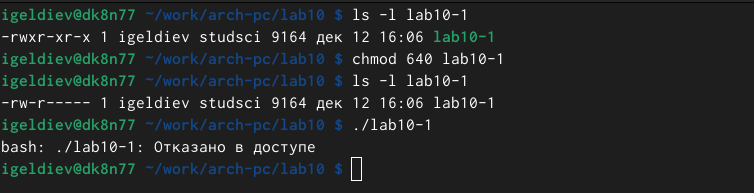 igeldiev@dk8n77 ~/work/arch-pc/lab10 $ ls -l lab10-1
-rwxr-xr-x 1 igeldiev studsci 9164 дек 12 16:06 lab10-1
igeldiev@dk8n77 ~/work/arch-pc/lab10 $ chmod 640 lab10-1
igeldiev@dk8n77 ~/work/arch-pc/lab10 $ ls -l lab10-1
-rw-r----- 1 igeldiev studsci 9164 дек 12 16:06 lab10-1
igeldiev@dk8n77 ~/work/arch-pc/lab10 $ ./lab10-1
bash: ./lab10-1: Отказано в доступе
igeldiev@dk8n77 ~/work/arch-pc/lab10 $